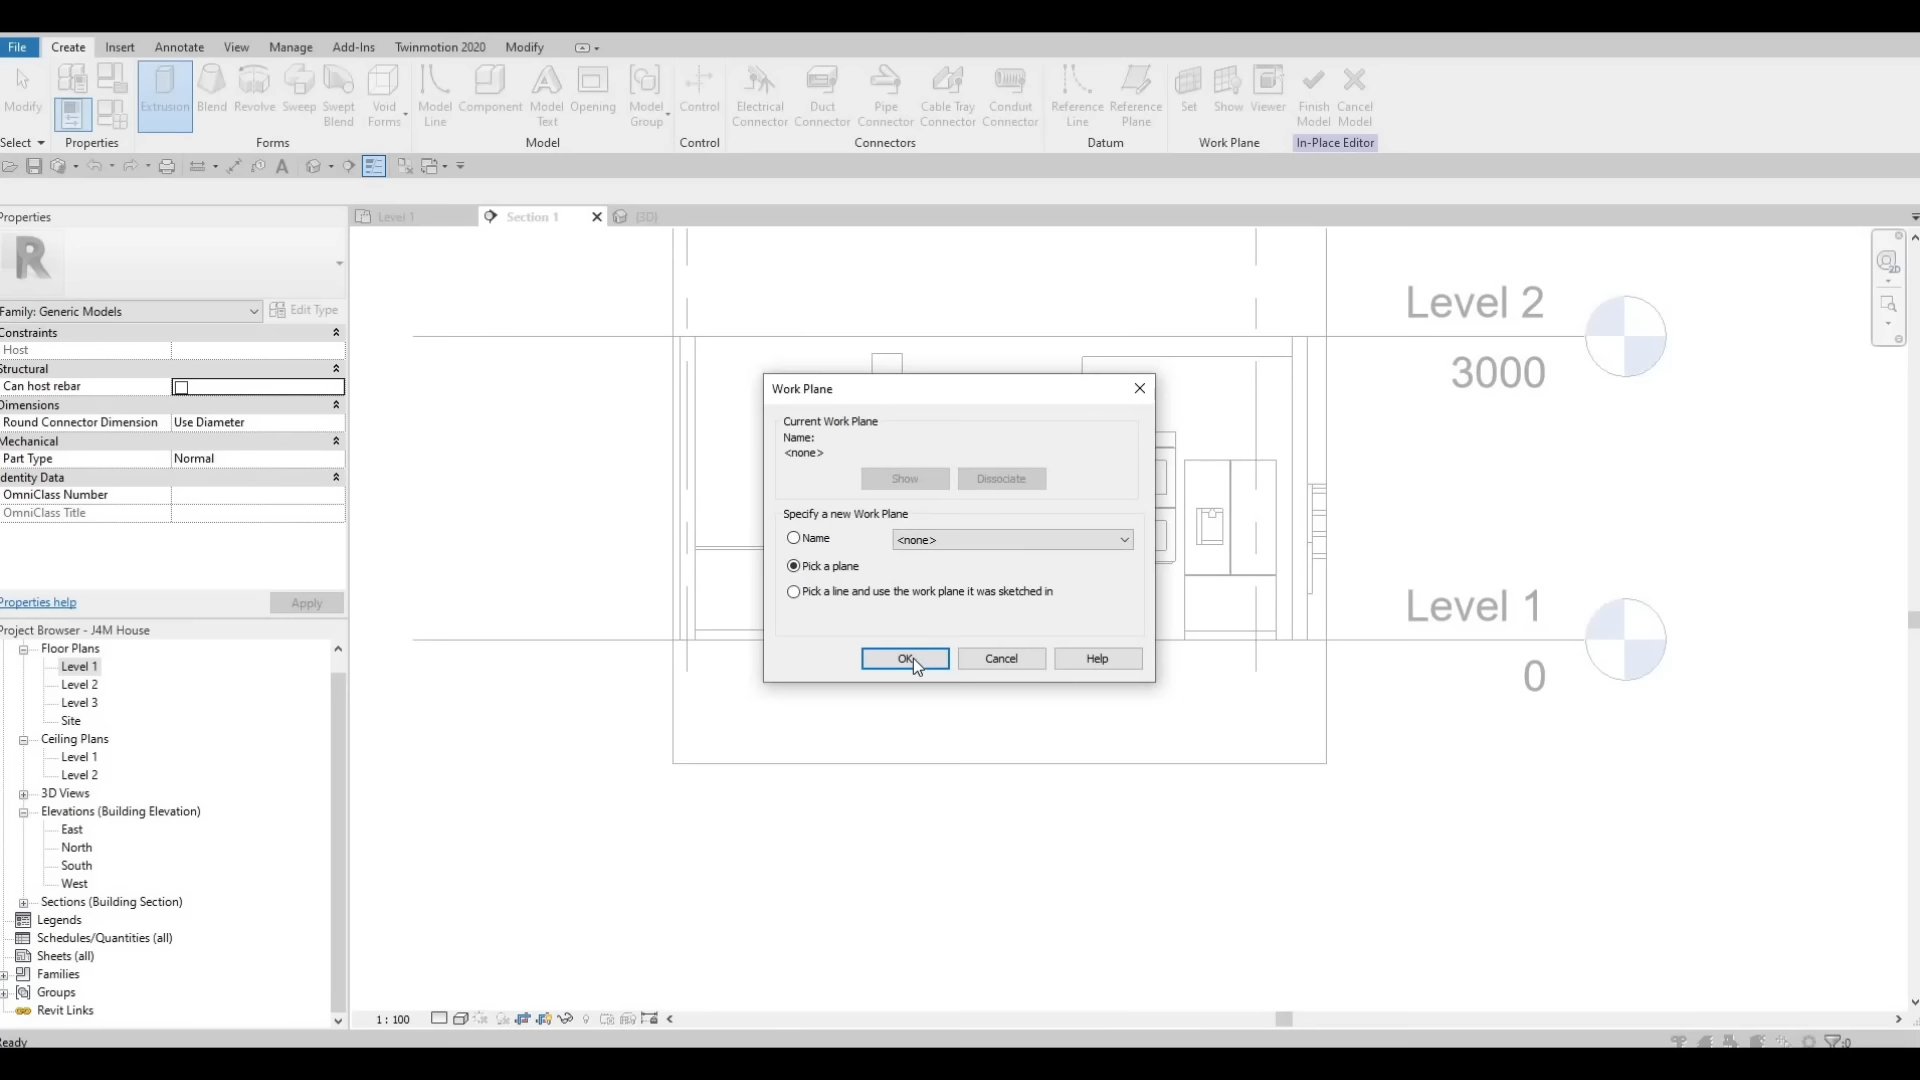 File Create Insert Annotate View Manage Add-Ins Twinmotion 2020 Modify
Modify Extrusion Blend Revolve Sweep Swept Blend Void Forms Model Line Component Model Text Opening Model Group Control Electrical Connector Duct Connector Pipe Connector Cable Tray Connector Conduit Connector Reference Line Reference Plane Set Show Viewer Finish Model Cancel Model
Select Properties Forms Model Control Connectors Datum Work Plane In-Place Editor
Properties
Level 1
Section 1
{3D}
R
Family: Generic Models
Edit Type
Constraints
Host
Structural
Can host rebar
Dimensions
Round Connector Dimension Use Diameter
Mechanical
Part Type Normal
Identity Data
OmniClass Number
OmniClass Title
Properties help
Apply
Project Browser - J4M House
Floor Plans
Level 1
Level 2
Level 3
Site
Ceiling Plans
Level 1
Level 2
3D Views
Elevations (Building Elevation)
East
North
South
West
Sections (Building Section)
Legends
Schedules/Quantities (all)
Sheets (all)
Families
Groups
Revit Links
Ready
Level 2
3000
Level 1
0
Work Plane
Current Work Plane
Name:
<none>
Show Dissociate
Specify a new Work Plane
Name <none>
Pick a plane
Pick a line and use the work plane it was sketched in
OK Cancel Help
2D
1 : 100
:0